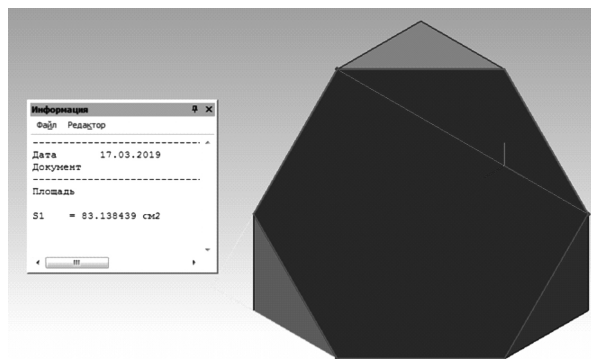 Информация
Файл Редактор
Дата 17.03.2019
Документ
Площадь
S1 = 83.138439 см2